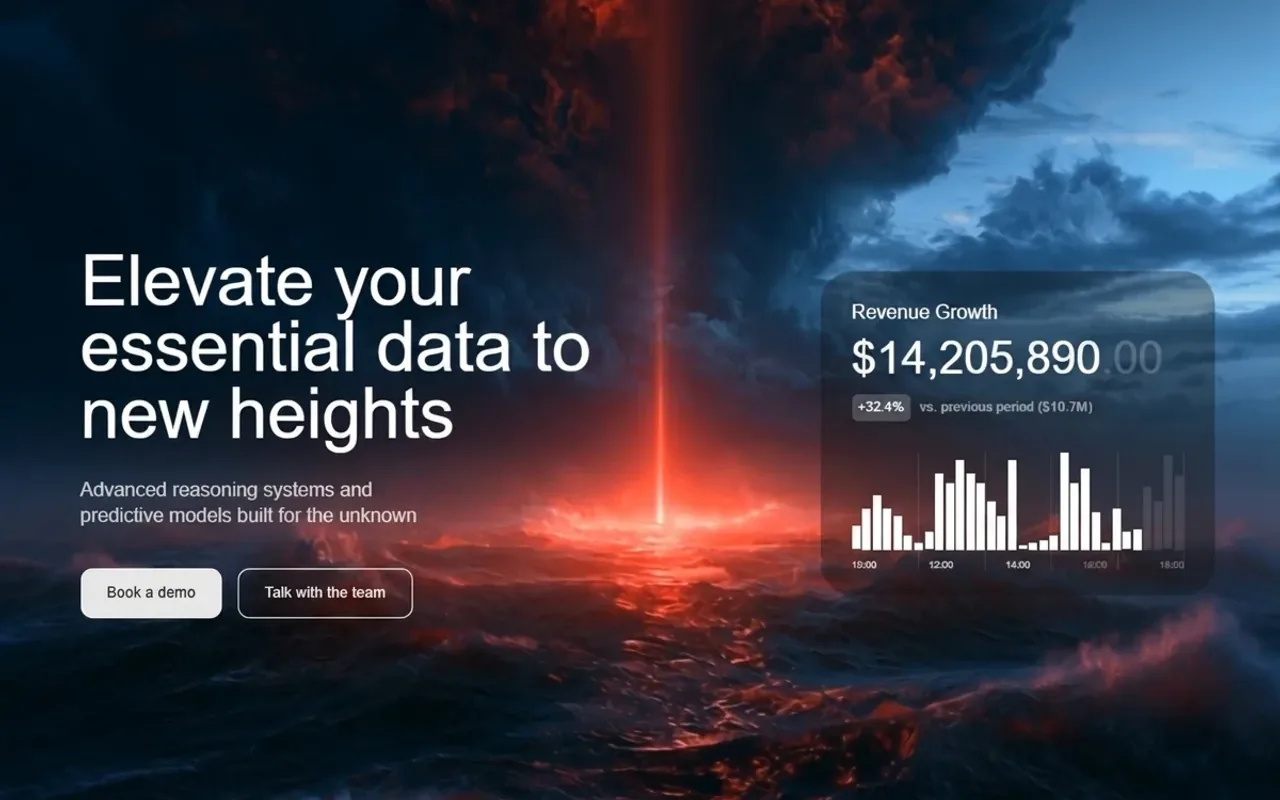 Elevate your
essential data to
new heights
Advanced reasoning systems and
predictive models built for the unknown
Book a demo
Talk with the team
Revenue Growth
$14,205,890.00
+32.4% vs. previous period ($10.7M)
12:00 14:00